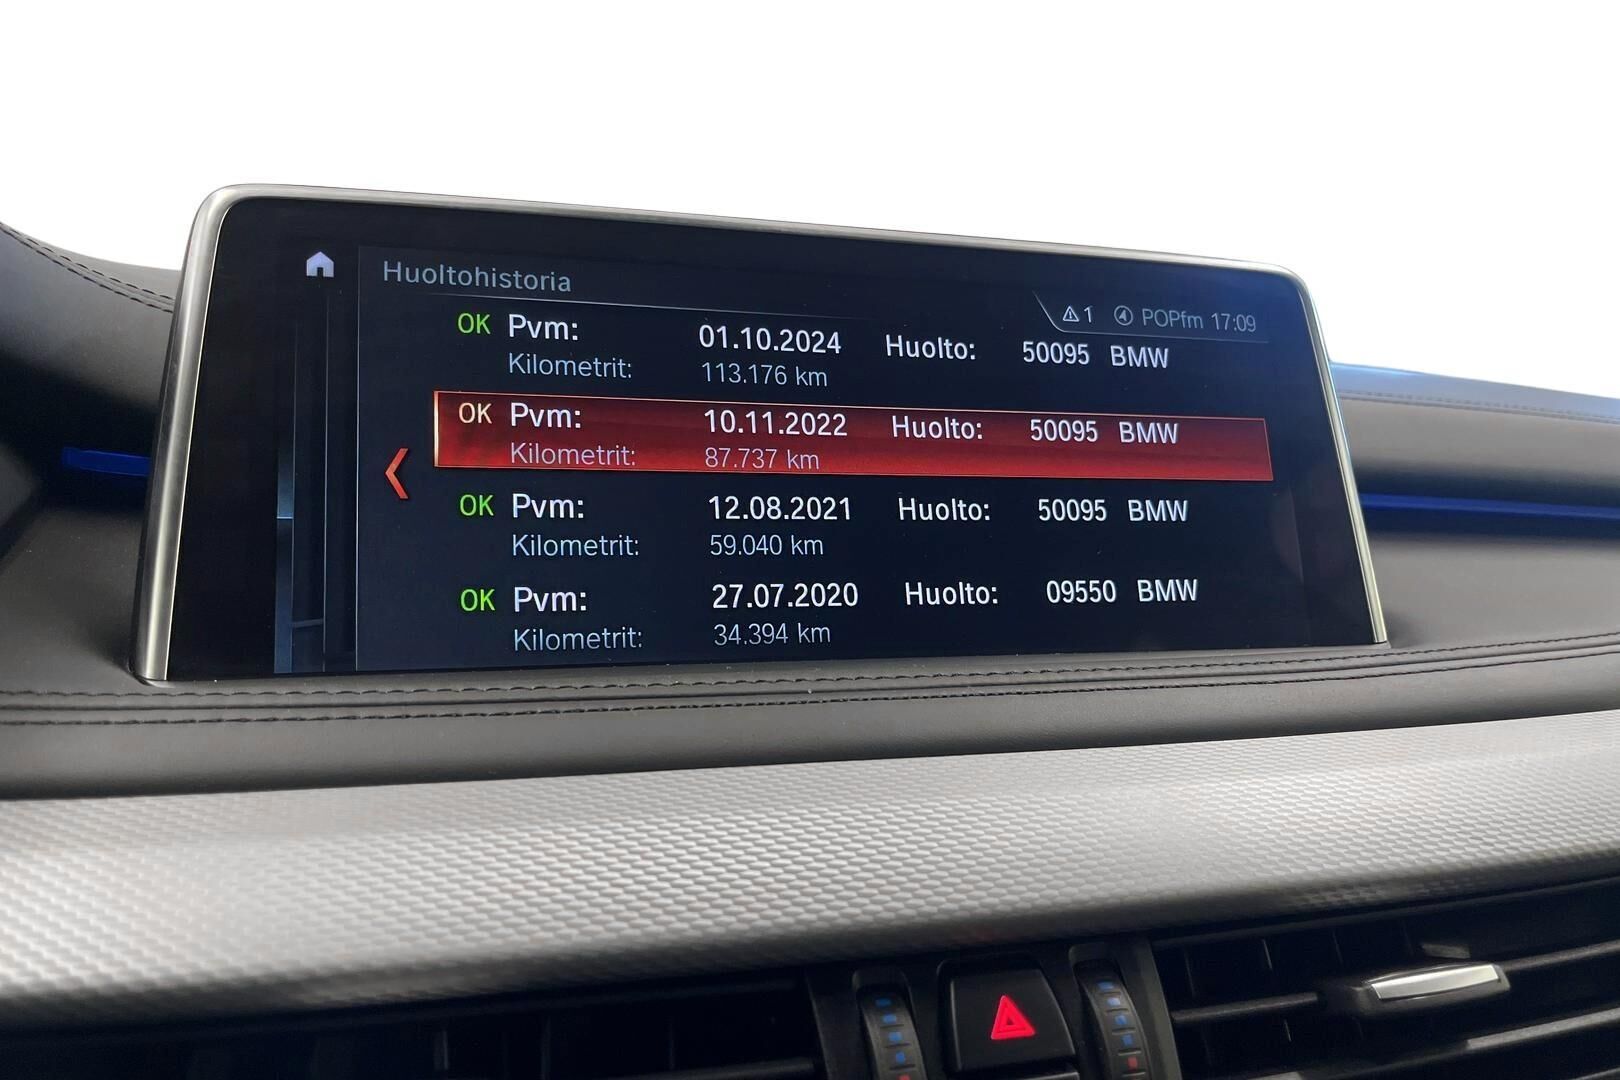 Huoltohistoria
1 POPfm 17:09
OK Pvm: 01.10.2024 Huolto: 50095 BMW
Kilometrit: 113.176 km
OK Pvm: 10.11.2022 Huolto: 50095 BMW
Kilometrit: 87.737 km
OK Pvm: 12.08.2021 Huolto: 50095 BMW
Kilometrit: 59.040 km
OK Pvm: 27.07.2020 Huolto: 09550 BMW
Kilometrit: 34.394 km